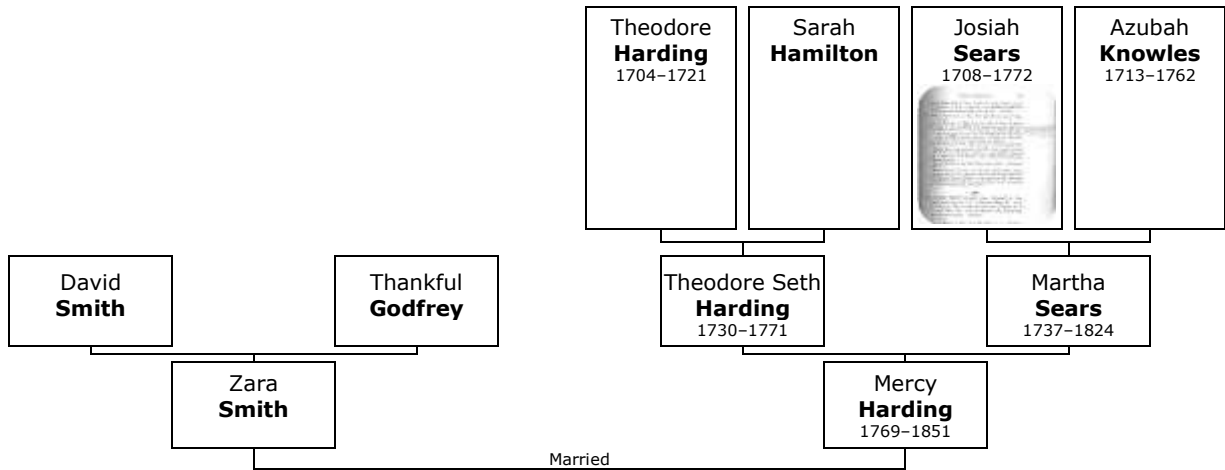 Theodore
Harding
1704–1721
Sarah
Hamilton
Josiah
Sears
1708–1772
Azubah
Knowles
1713–1762
David
Smith
Thankful
Godfrey
Theodore Seth
Harding
1730–1771
Martha
Sears
1737–1824
Zara
Smith
Mercy
Harding
1769–1851
Married